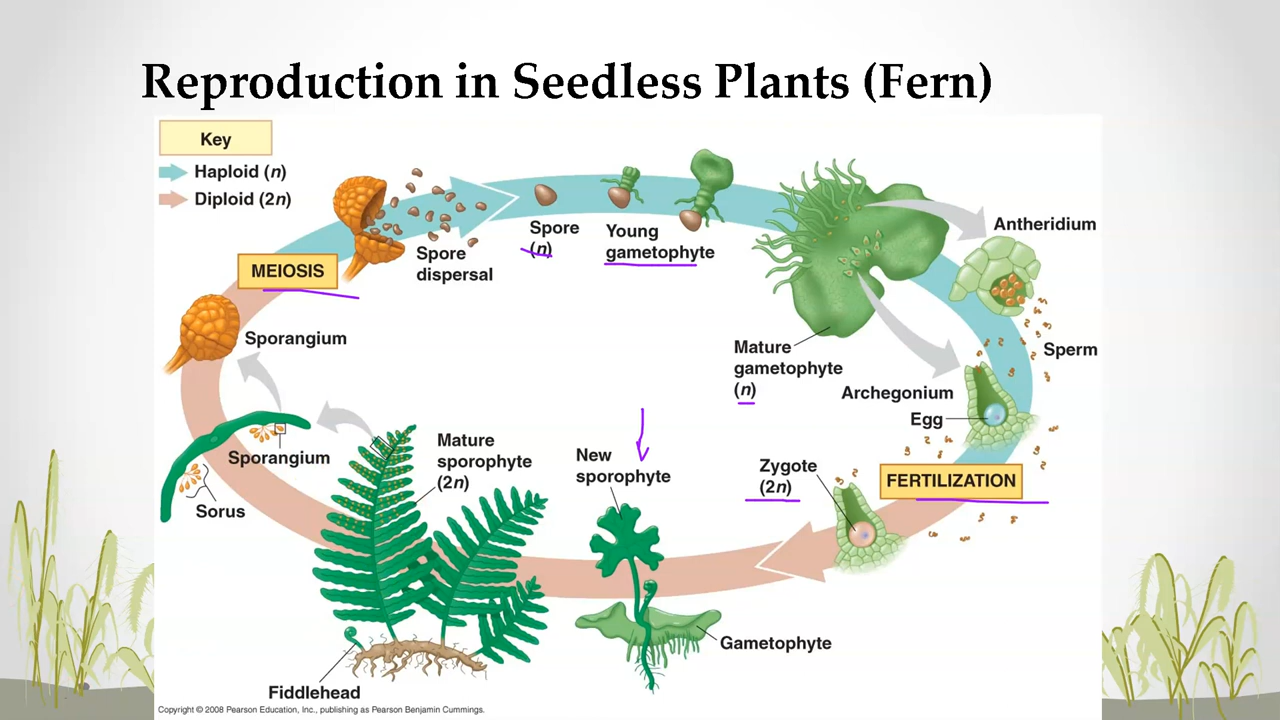 Reproduction in Seedless Plants (Fern)
Key
Haploid (n)
Diploid (2n)
MEIOSIS
Spore
dispersal
Spore
(n)
Young
gametophyte
Antheridium
Sperm
Mature
gametophyte
(n)
Archegonium
Egg
FERTILIZATION
Zygote
(2n)
New
sporophyte
Gametophyte
Mature
sporophyte
(2n)
Sporangium
Sporangium
Sorus
Fiddlehead
Copyright © 2008 Pearson Education, Inc., publishing as Pearson Benjamin Cummings.